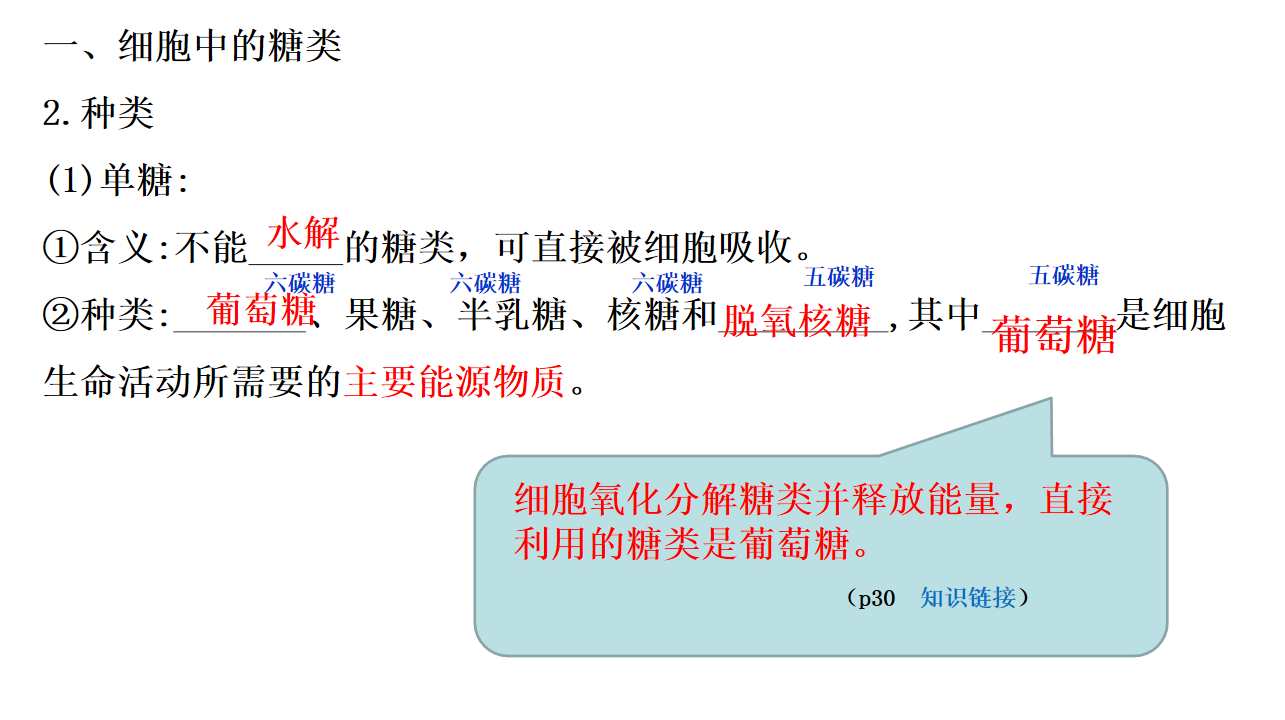 一、细胞中的糖类
2.种类
(1)单糖:
①含义:不能水解的糖类，可直接被细胞吸收。
六碳糖 六碳糖 六碳糖 五碳糖 五碳糖
②种类:葡萄糖、果糖、半乳糖、核糖和脱氧核糖,其中葡萄糖是细胞
生命活动所需要的主要能源物质。
细胞氧化分解糖类并释放能量，直接
利用的糖类是葡萄糖。
（p30 知识链接）